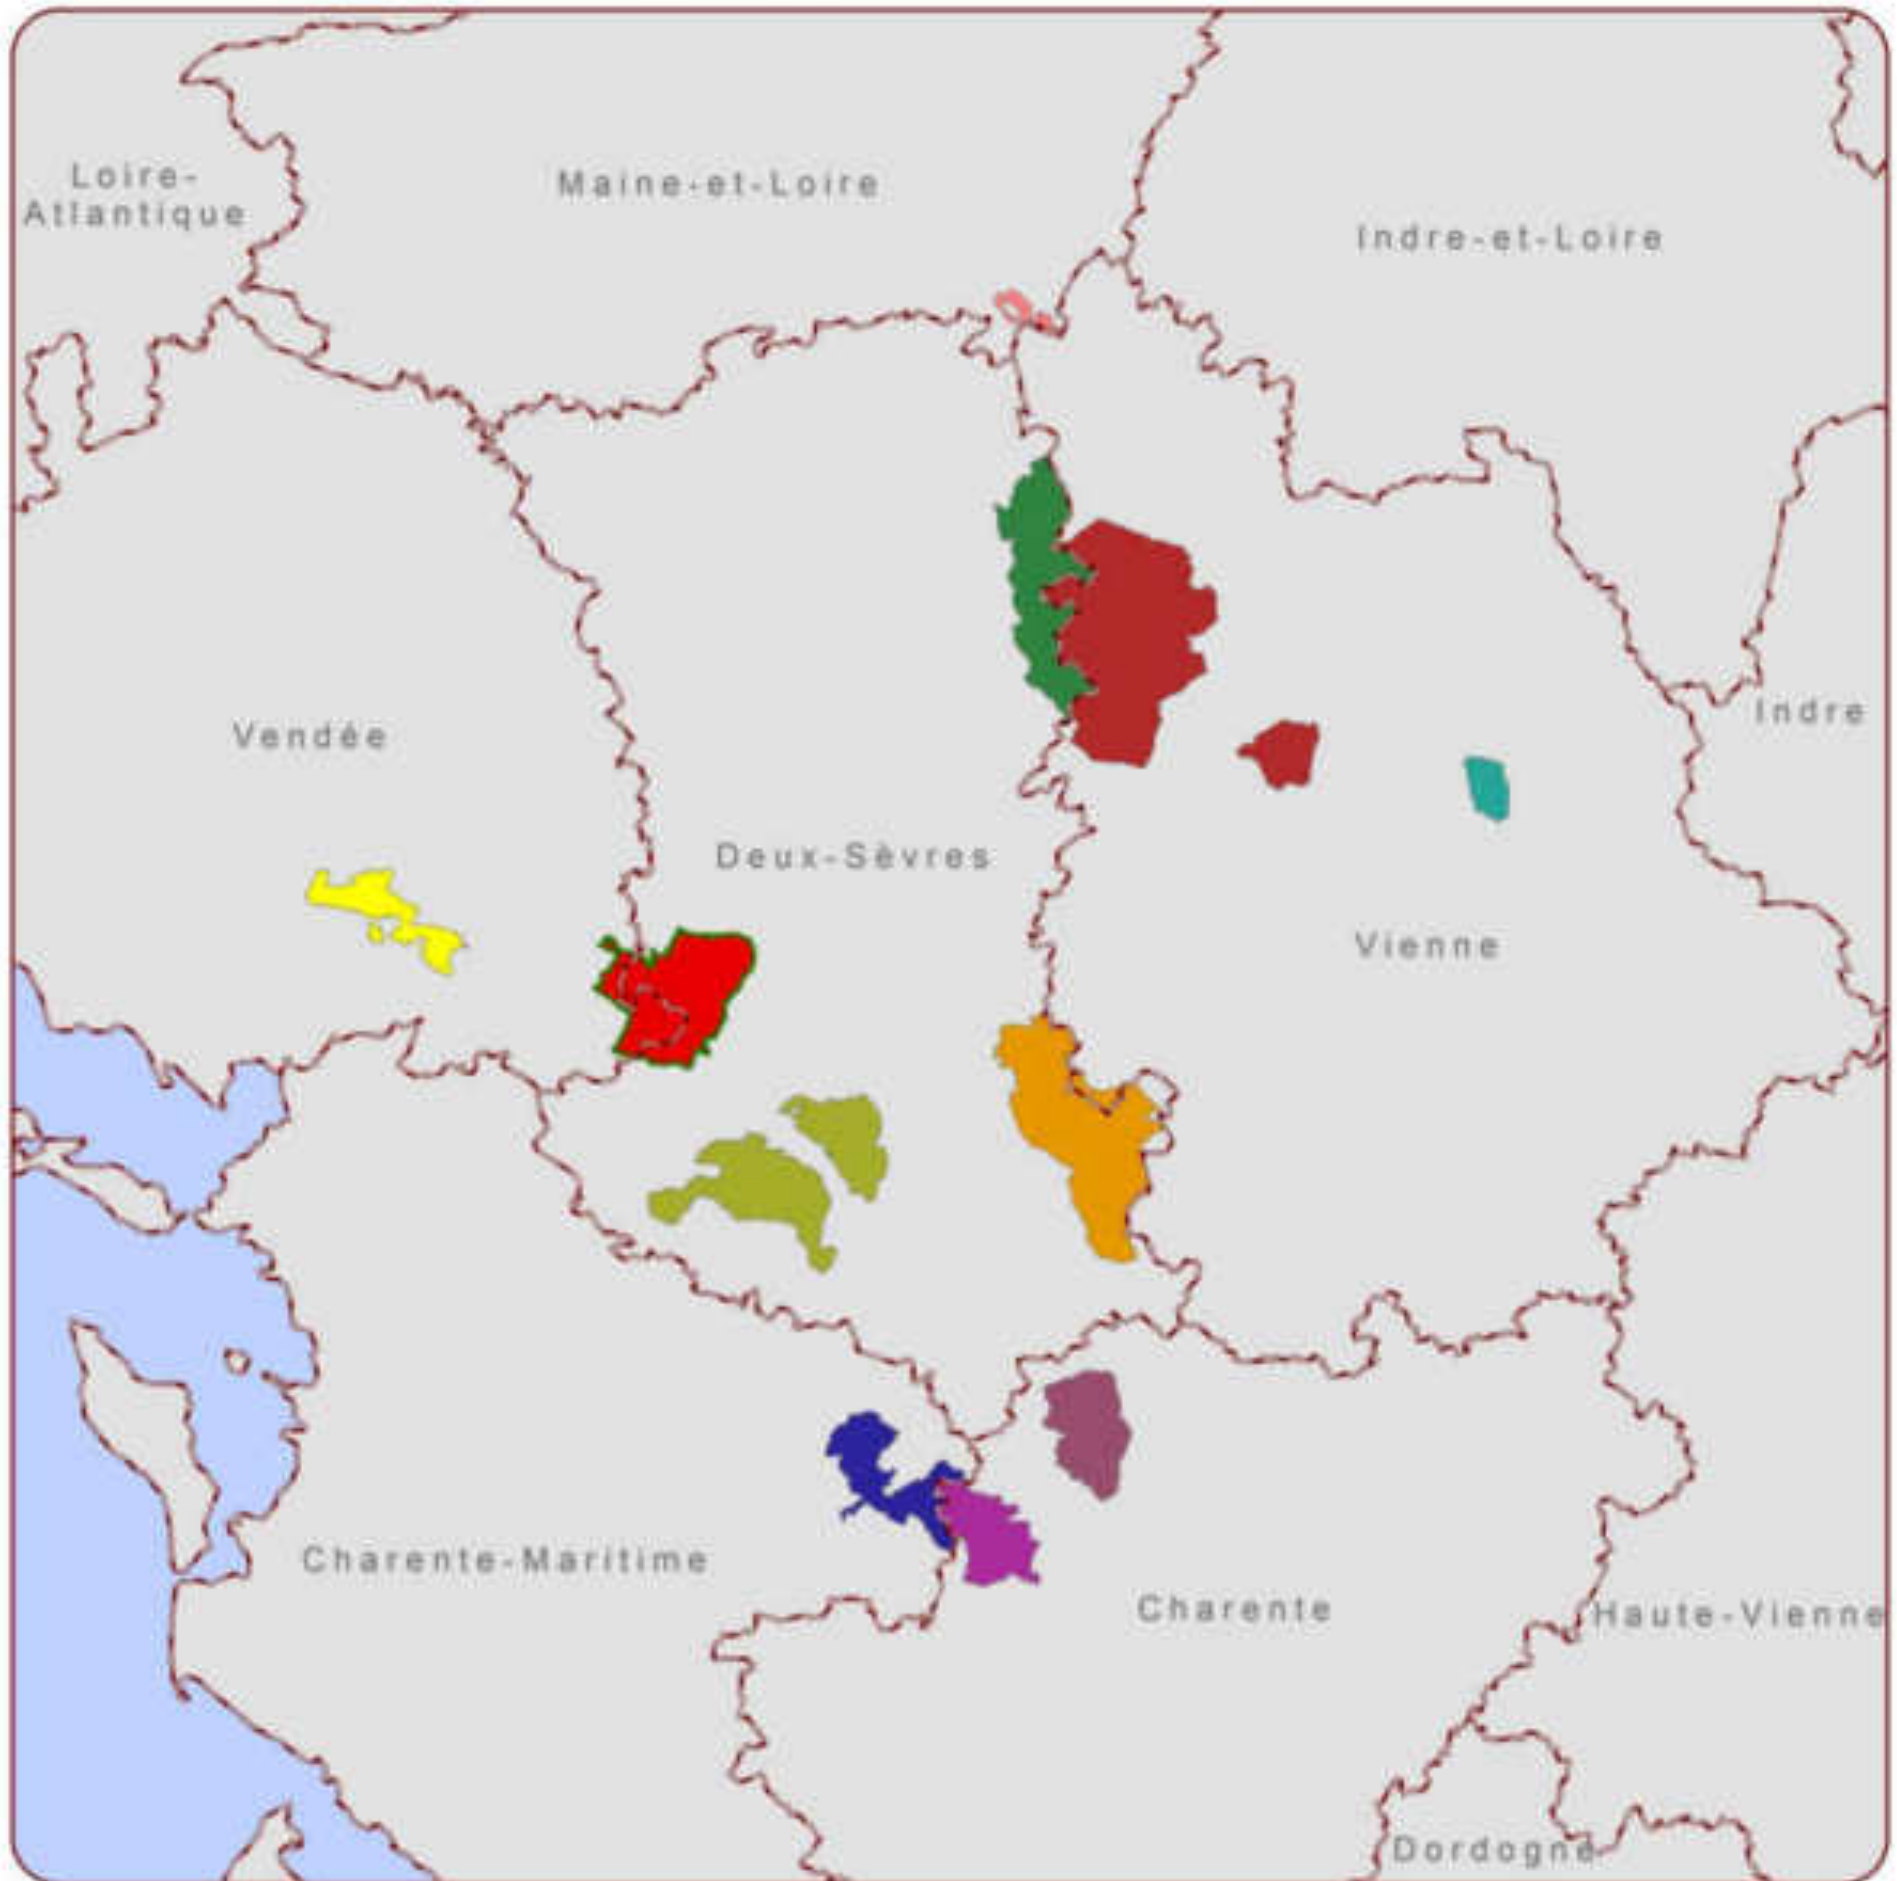 Loire-
Atlantique
Maine-et-Loire
Indre-et-Loire
Vendée
Indre
Deux-Sèvres
Vienne
Charente-Maritime
Charente
Haute-Vienne
Dordogne